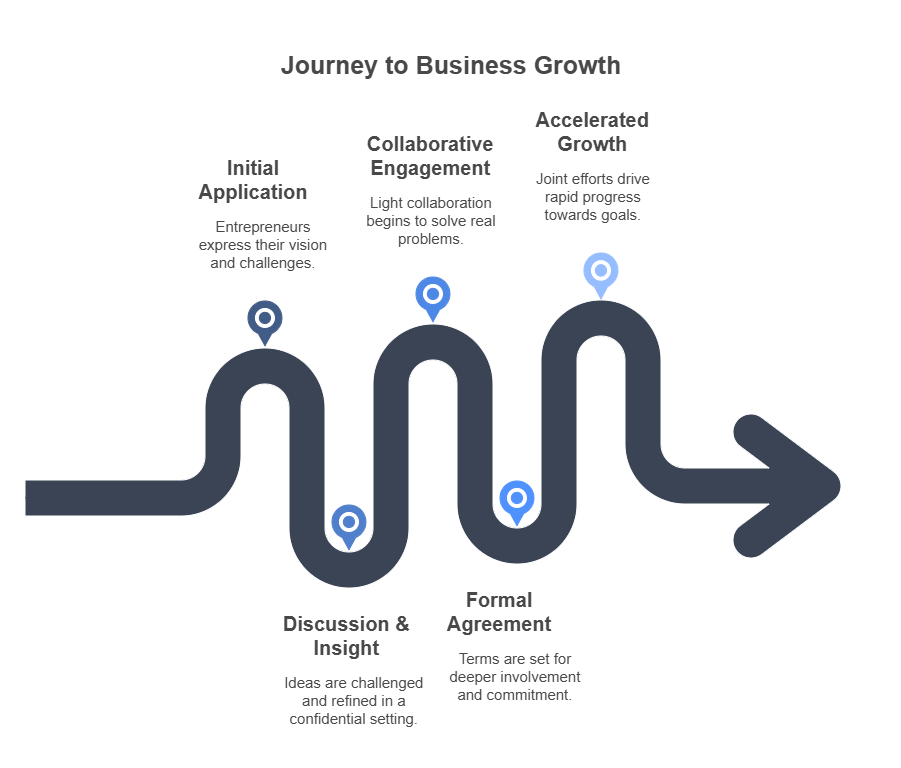 Journey to Business Growth
Initial
Application
Entrepreneurs
express their vision
and challenges.
Discussion &
Insight
Ideas are challenged
and refined in a
confidential setting.
Collaborative
Engagement
Light collaboration
begins to solve real
problems.
Formal
Agreement
Terms are set for
deeper involvement
and commitment.
Accelerated
Growth
Joint efforts drive
rapid progress
towards goals.